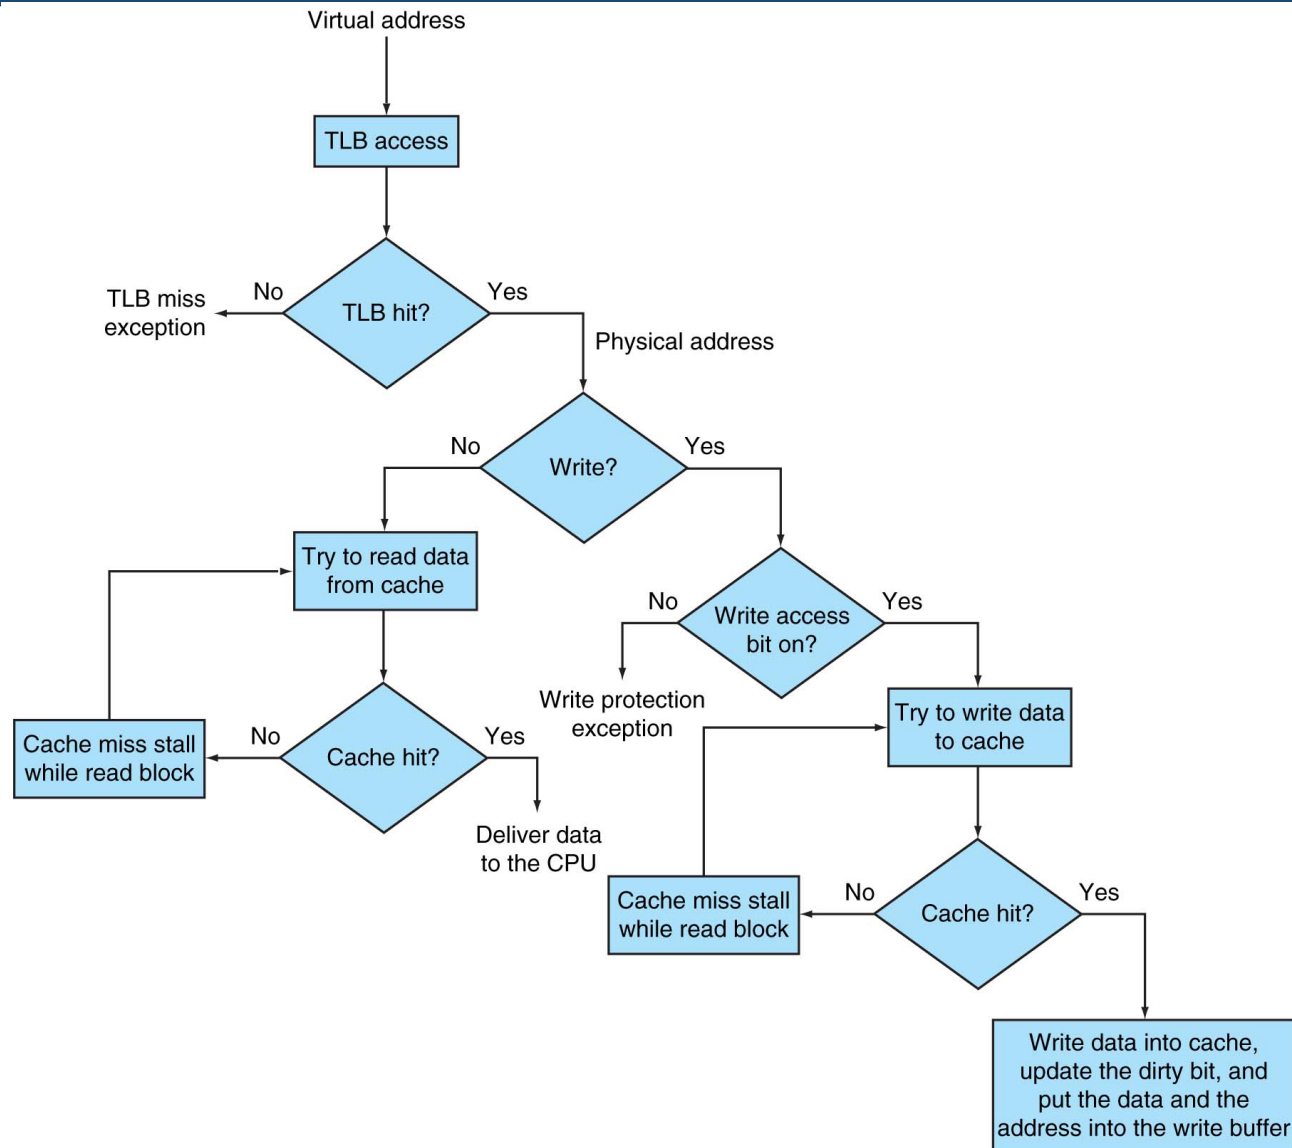 Virtual address
TLB access
TLB hit?
No
Yes
TLB miss
exception
Physical address
Write?
No
Yes
Try to read data
from cache
Write access
bit on?
No
Yes
Write protection
exception
Try to write data
to cache
Cache hit?
No
Yes
Cache miss stall
while read block
Deliver data
to the CPU
Cache hit?
No
Yes
Cache miss stall
while read block
Write data into cache,
update the dirty bit, and
put the data and the
address into the write buffer